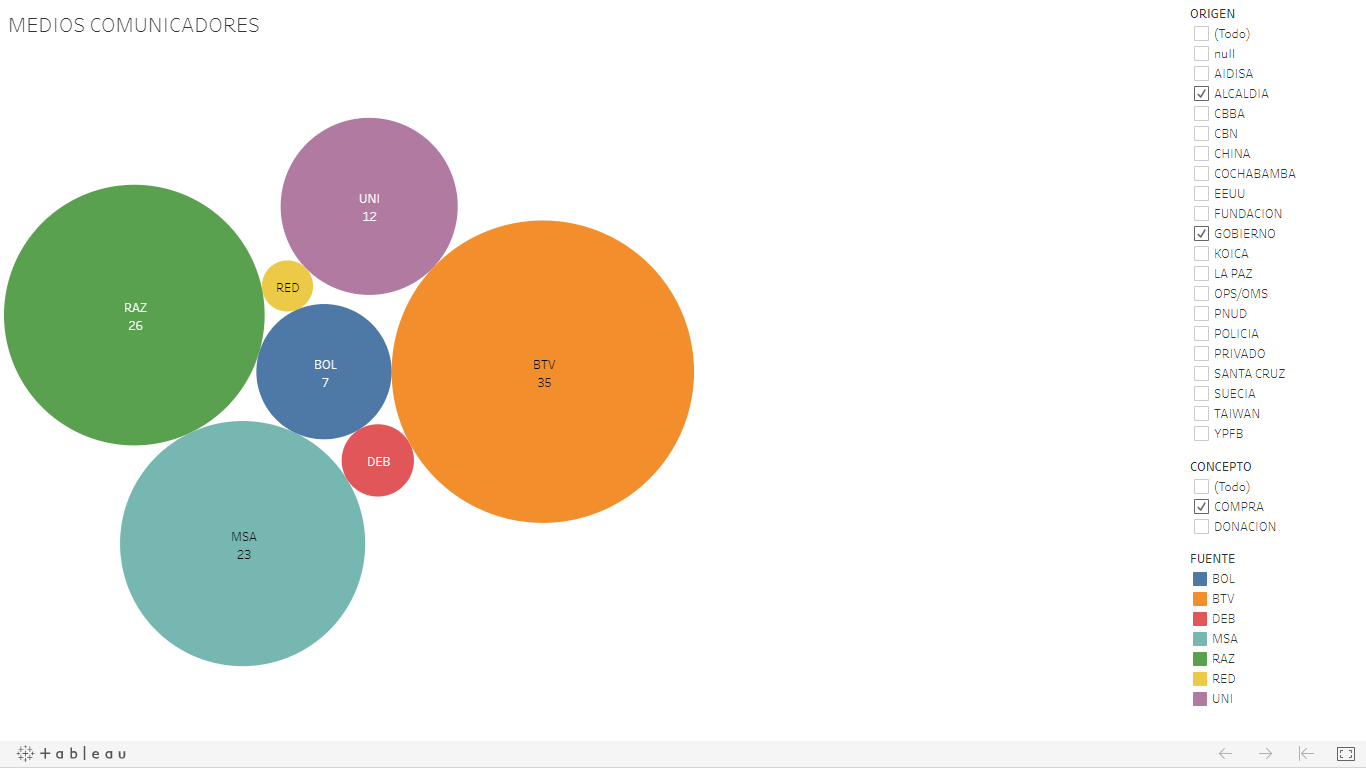 MEDIOS COMUNICADORES
UNI
12
RAZ
26
RED
BOL
7
BTV
35
DEB
MSA
23
ORIGEN
(Todo)
null
AIDISA
ALCALDIA
CBBA
CBN
CHINA
COCHABAMBA
EEUU
FUNDACION
GOBIERNO
KOICA
LA PAZ
OPS/OMS
PNUD
POLICIA
PRIVADO
SANTA CRUZ
SUECIA
TAIWAN
YPFB
CONCEPTO
(Todo)
COMPRA
DONACION
FUENTE
BOL
BTV
DEB
MSA
RAZ
RED
UNI
+ableau